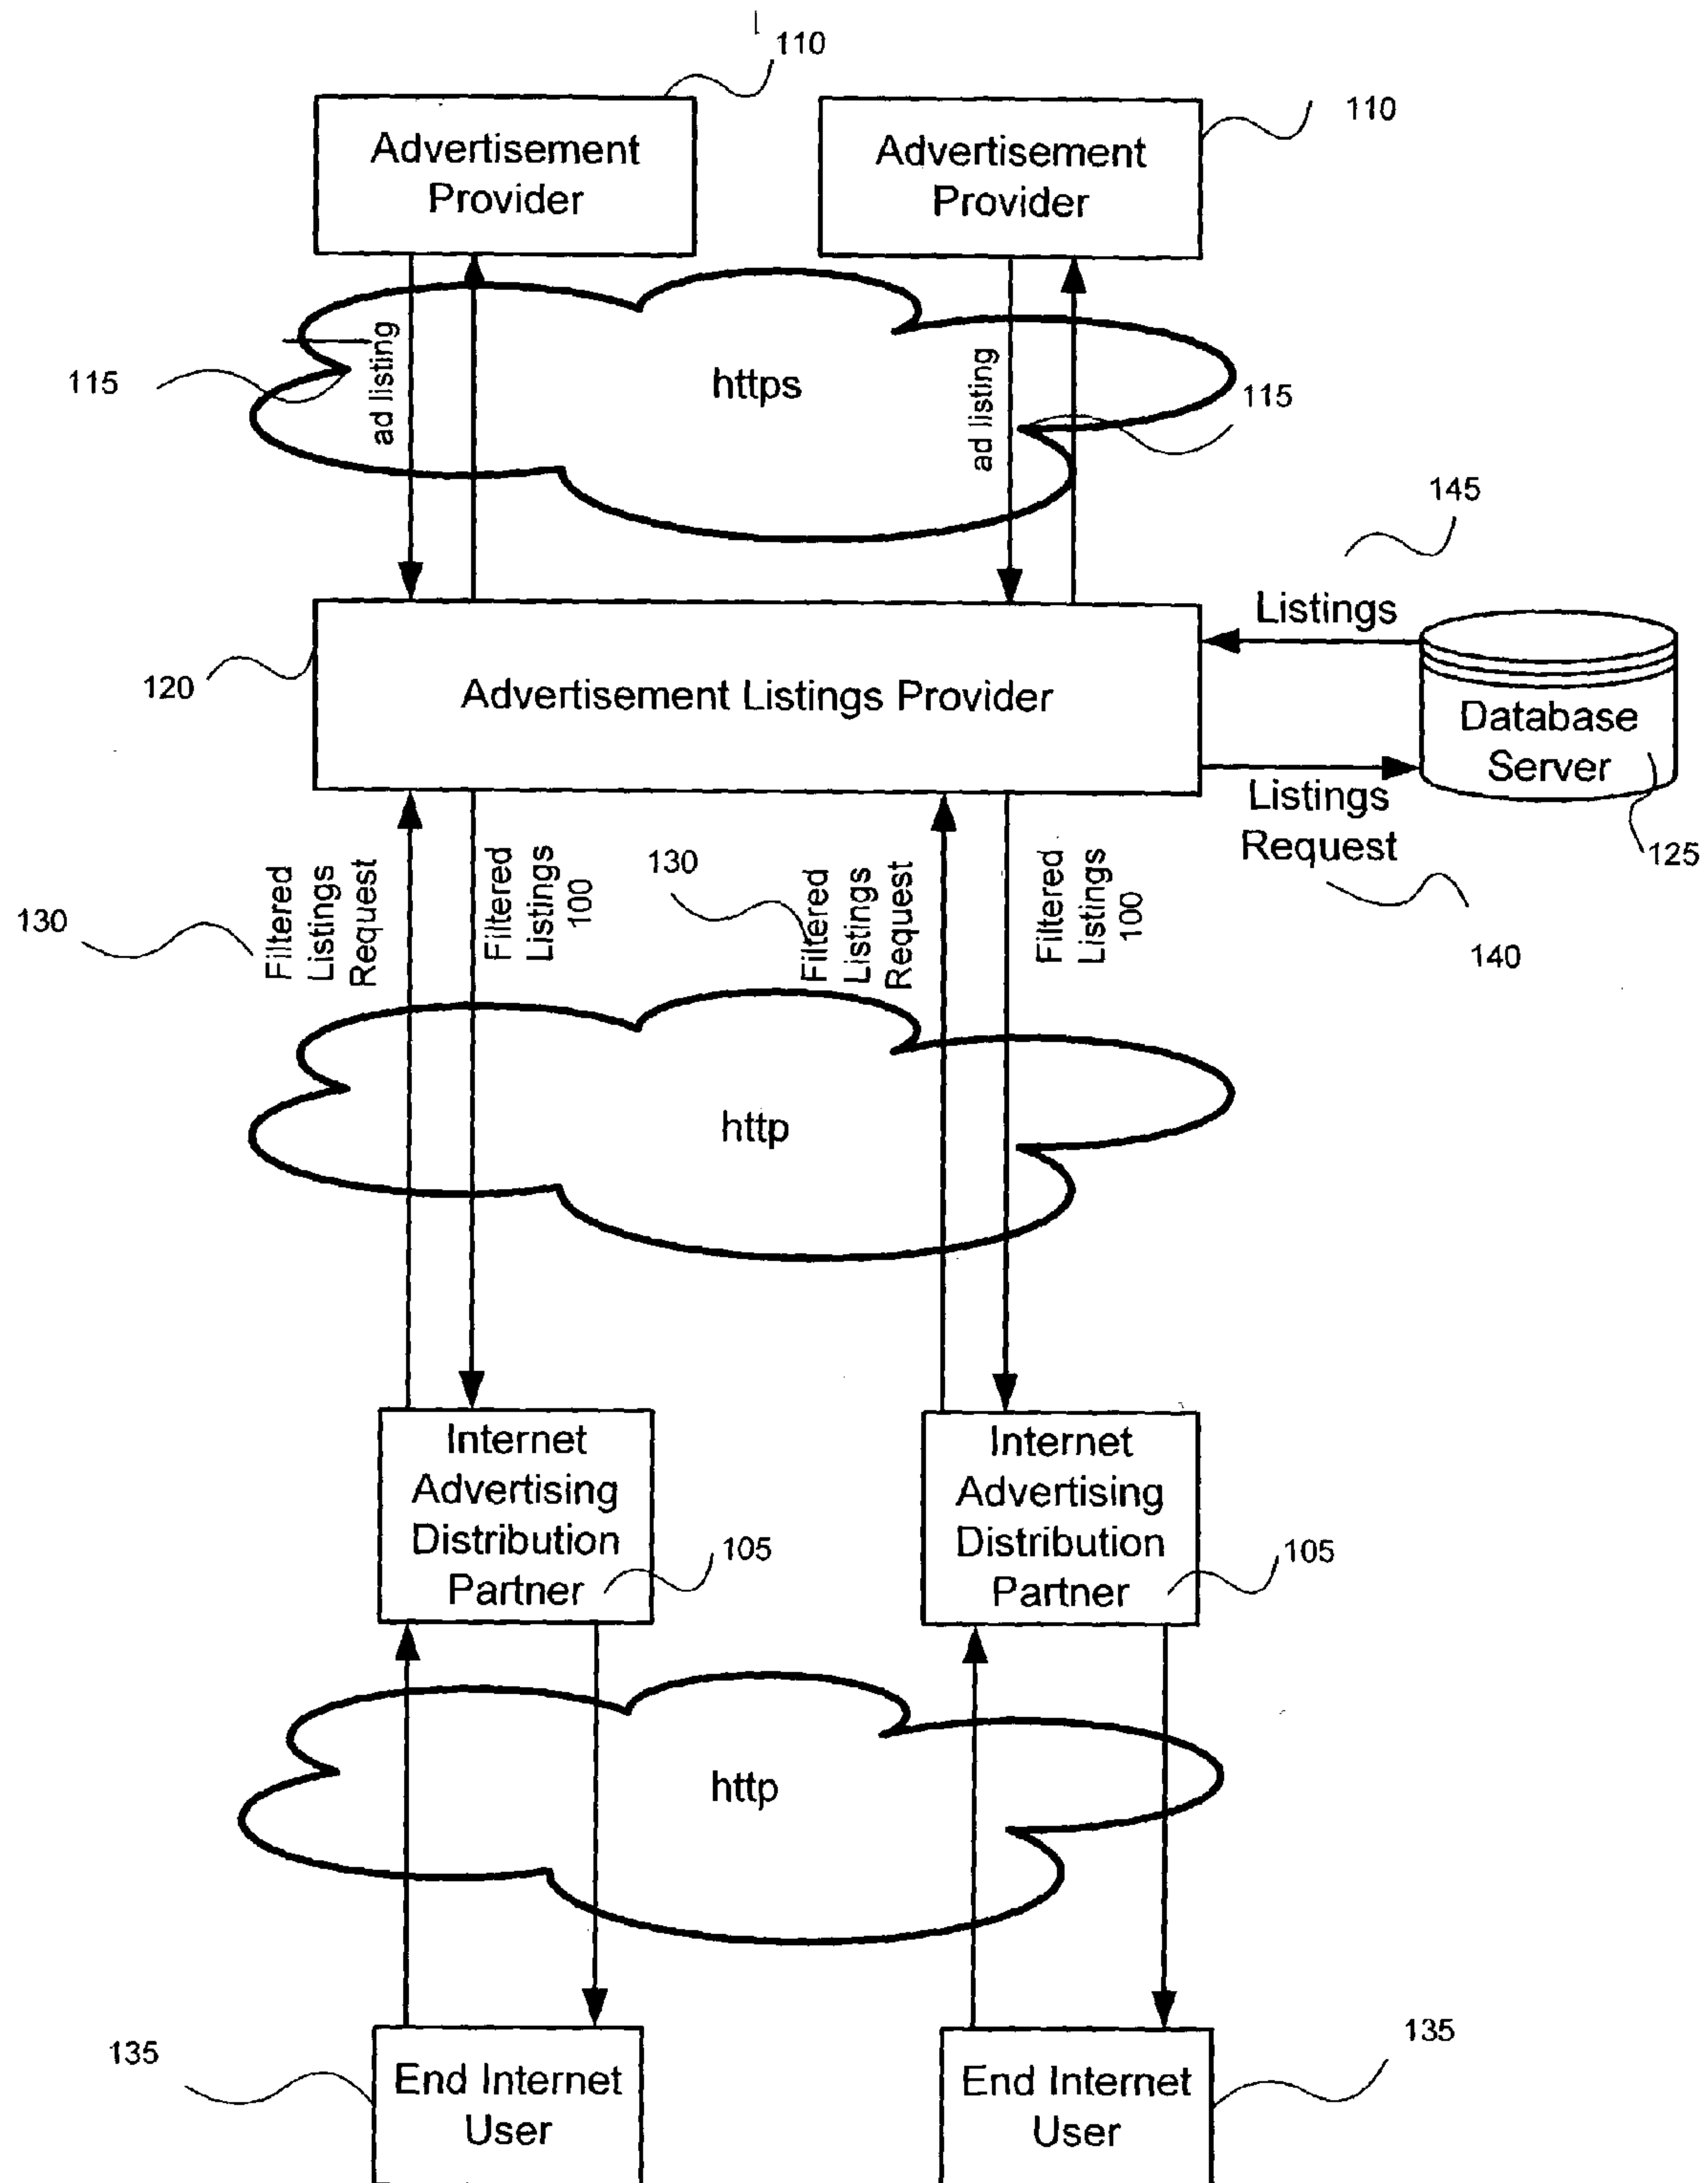 110
110
Advertisement
Provider
Advertisement
Provider
115
ad listing
https
ad listing
115
145
Listings
120
Advertisement Listings Provider
Database
Server
125
Listings
Request
140
130
Filtered
Listings
Request
Filtered
Listings
100
130
Filtered
Listings
Request
Filtered
Listings
100
http
Internet
Advertising
Distribution
Partner
105
Internet
Advertising
Distribution
Partner
105
http
135
End Internet
User
End Internet
User
135